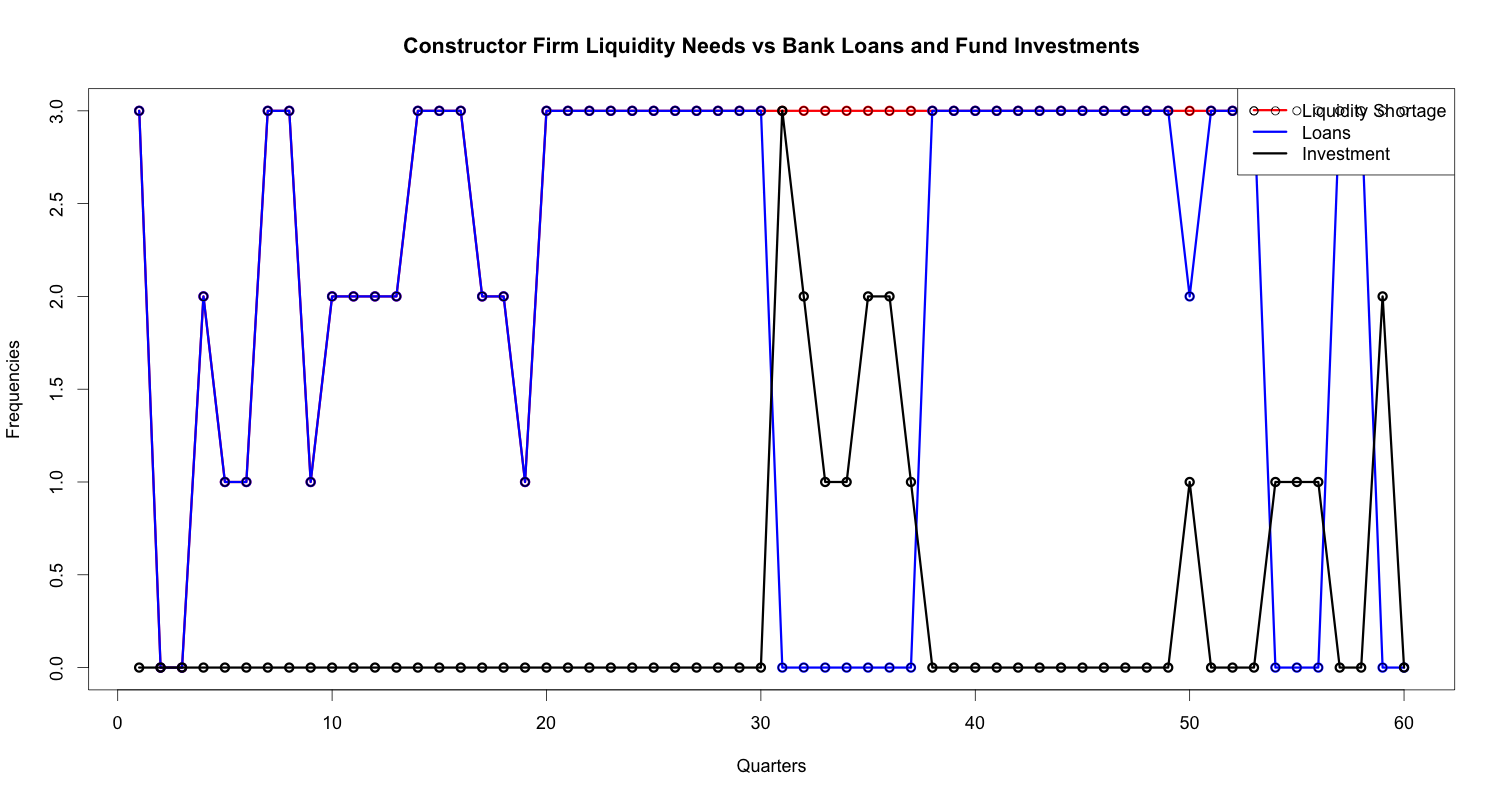 Constructor Firm Liquidity Needs vs Bank Loans and Fund Investments
Liquidity Shortage
Loans
Investment
Frequencies
3.0
2.5
2.0
1.5
1.0
0.5
0.0
0 10 20 30 40 50 60
Quarters